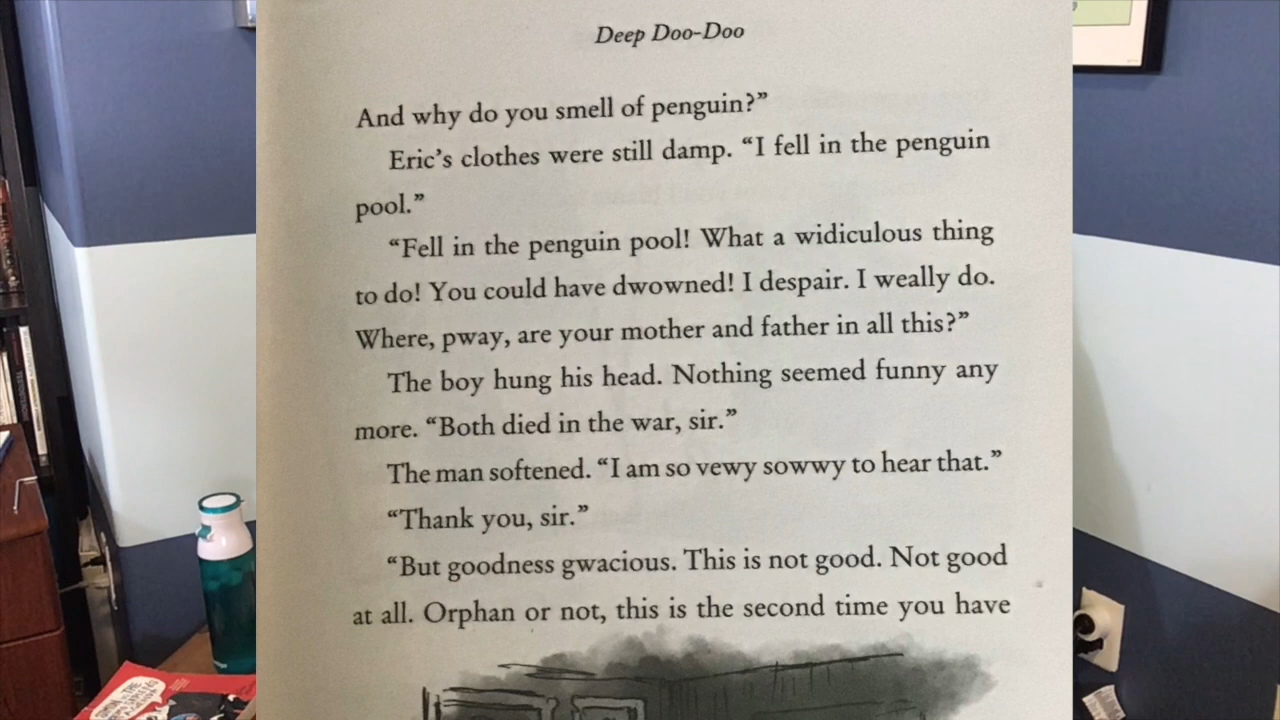 Deep Doo-Doo
And why do you smell of penguin?”
Eric’s clothes were still damp. “I fell in the penguin
pool.”
“Fell in the penguin pool! What a widiculous thing
to do! You could have dwowned! I despair. I weally do.
Where, pway, are your mother and father in all this?”
The boy hung his head. Nothing seemed funny any
more. “Both died in the war, sir.”
The man softened. “I am so vewy sowwy to hear that.”
“Thank you, sir.”
“But goodness gwacious. This is not good. Not good
at all. Orphan or not, this is the second time you have